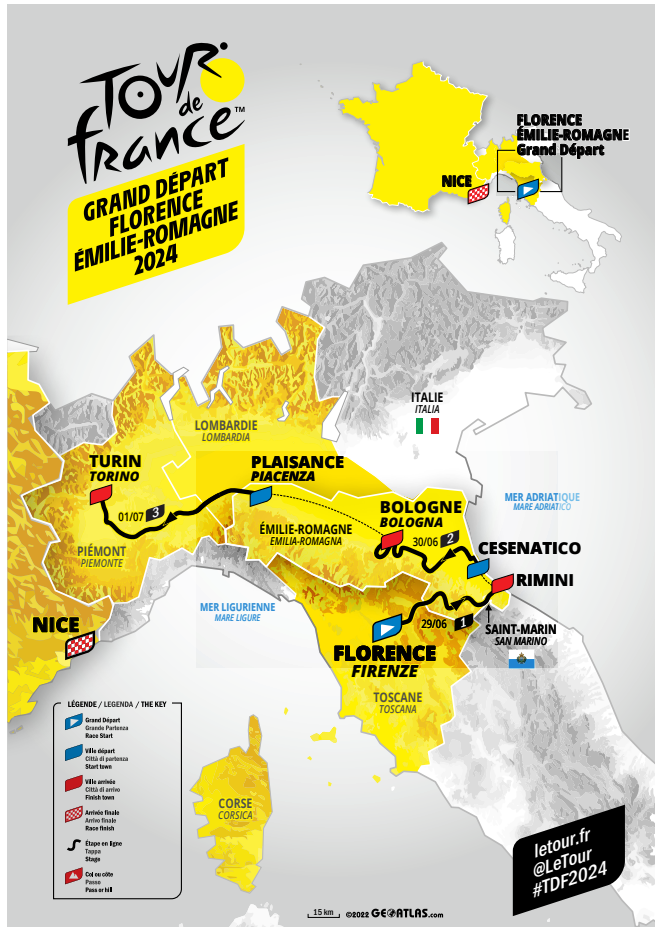 TOUR
de
France™
GRAND DÉPART
FLORENCE
ÉMILIE-ROMAGNE
2024
FLORENCE
ÉMILIE-ROMAGNE
Grand Départ
NICE
ITALIE
ITALIA
LOMBARDIE
LOMBARDIA
TURIN
TORINO
PLAISANCE
PIACENZA
MER ADRIATIQUE
MARE ADRIATICO
01/07 3
BOLOGNE
BOLOGNA
ÉMILIE-ROMAGNE
EMILIA-ROMAGNA
30/06 2
PIÉMONT
PIEMONTE
CESENATICO
RIMINI
MER LIGURIENNE
MARE LIGURE
NICE
29/06 1
SAINT-MARIN
SAN MARINO
FLORENCE
FIRENZE
TOSCANE
TOSCANA
LÉGENDE / LEGENDA / THE KEY
Grand Départ
Grande Partenza
Race Start
Ville départ
Città di partenza
Start town
Ville arrivée
Città di arrivo
Finish town
Arrivée finale
Arrivo finale
Race finish
Étape en ligne
Tappa
Stage
Col ou côte
Passo
Pass or hill
CORSE
CORSICA
letour.fr
@LeTour
#TDF2024
15 km ©2022 GEOATLAS.com